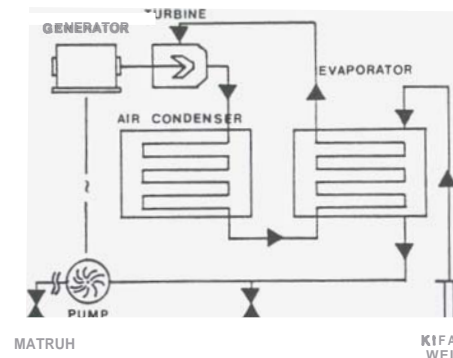 TURBINE
GENERATOR
EVAPORATOR
AIR CONDENSER
PUMP
MATRUH